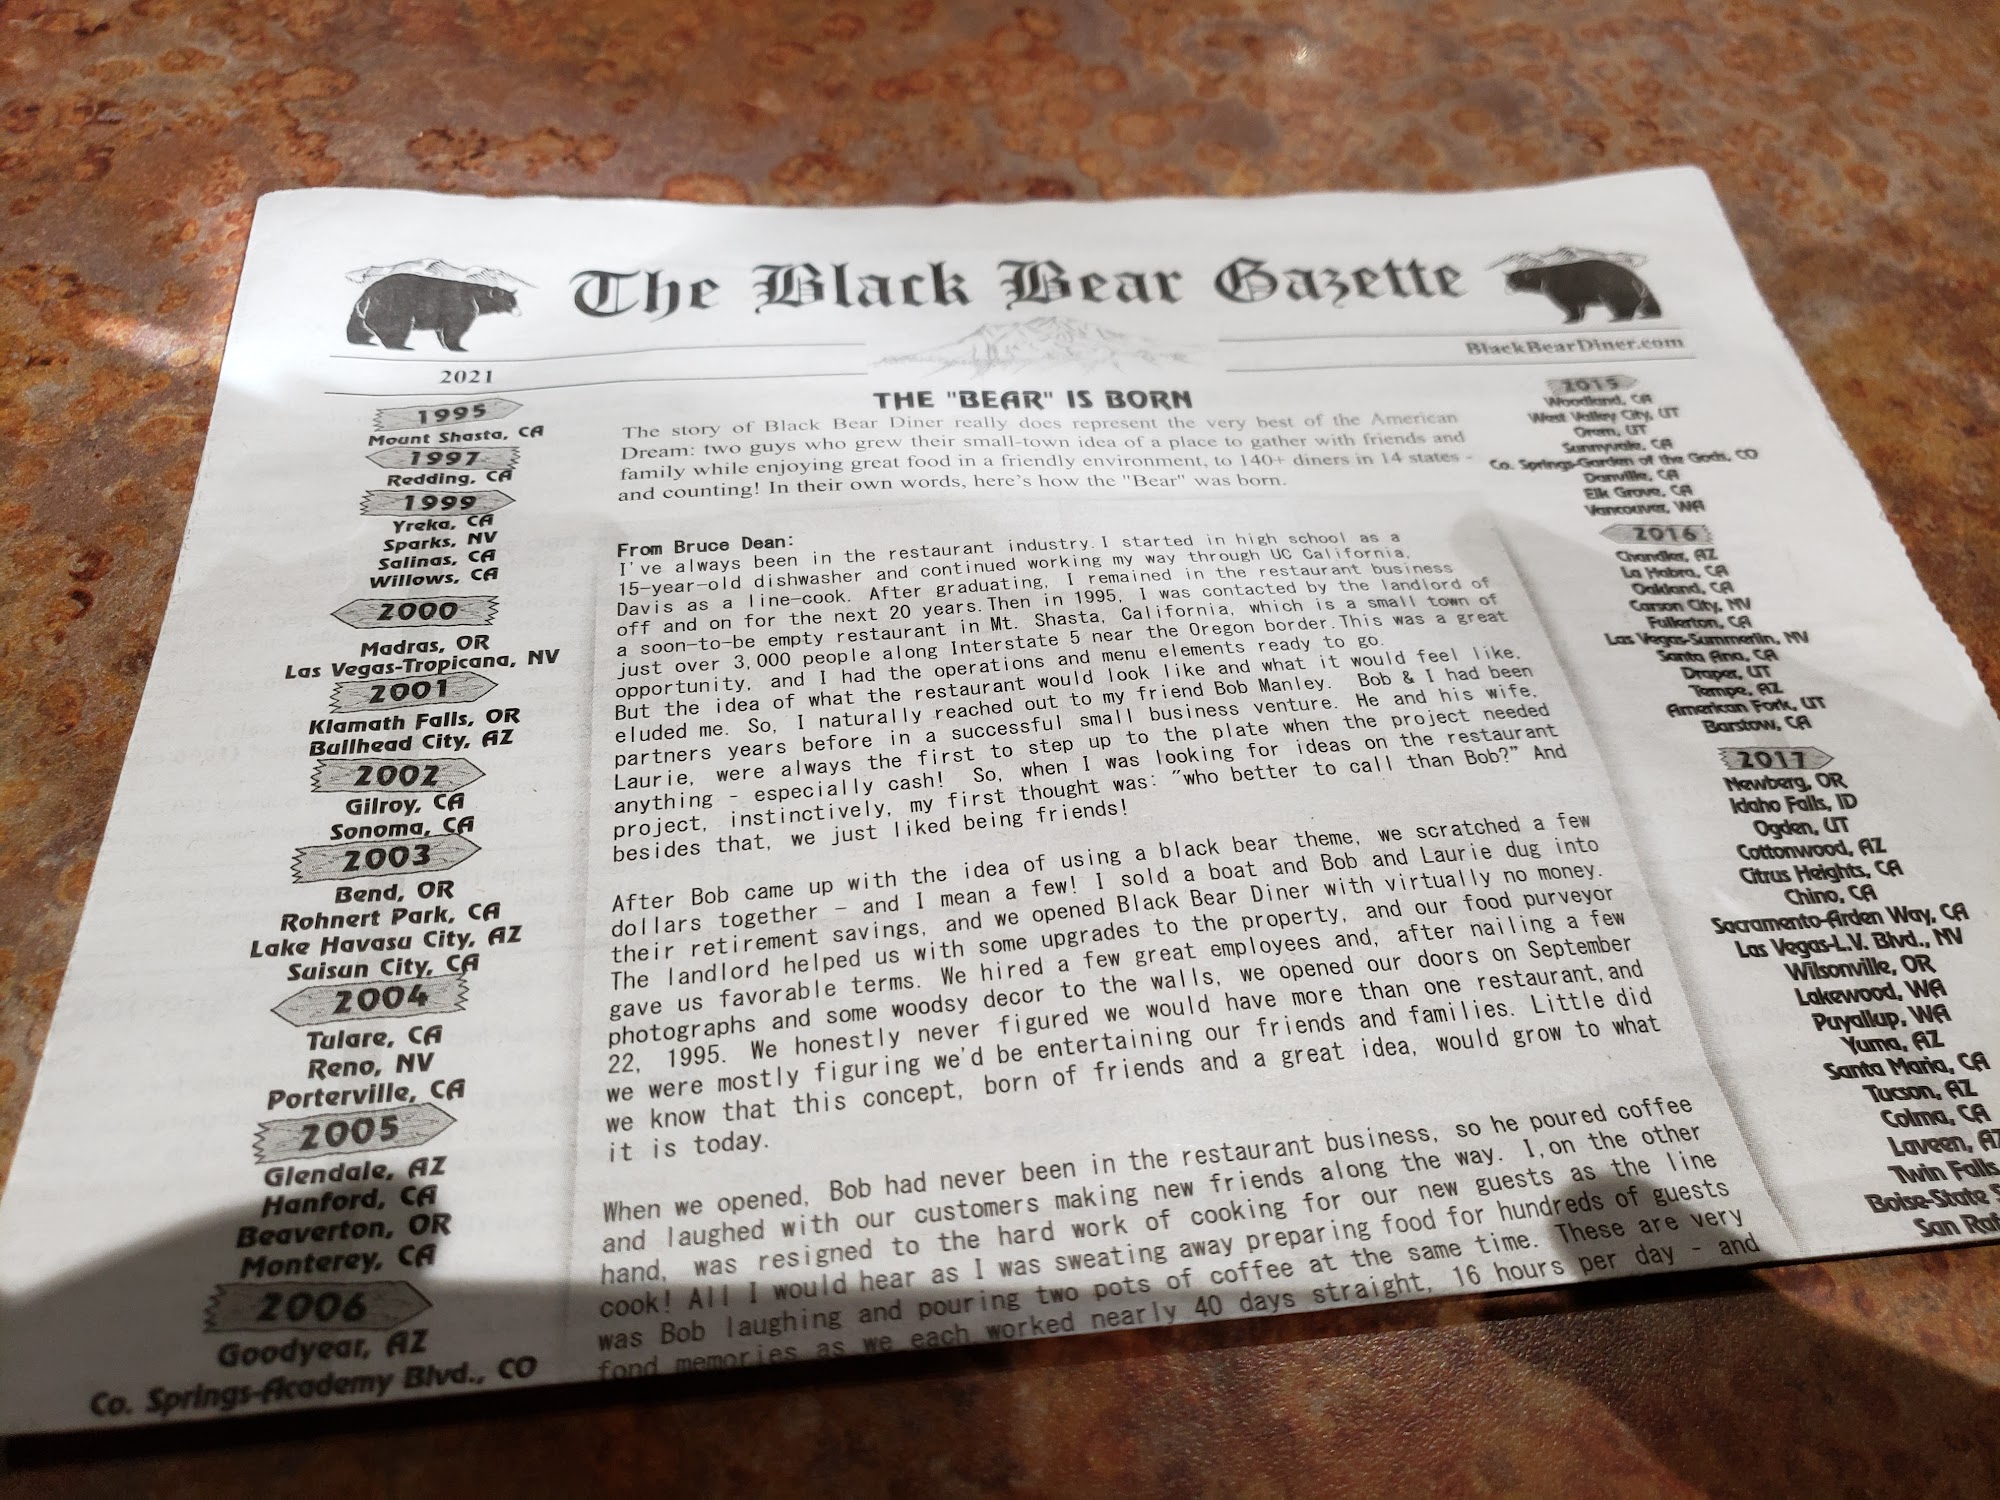 The Black Bear Gazette
BlackBearDiner.com
2021
1995
Mount Shasta, CA
1997
Redding, CA
1999
Yreka, CA
Sparks, NV
Salinas, CA
Willows, CA
2000
Madras, OR
Las Vegas-Tropicana, NV
2001
Klamath Falls, OR
Bullhead City, AZ
2002
Gilroy, CA
Sonoma, CA
2003
Bend, OR
Rohnert Park, CA
Lake Havasu City, AZ
Suisun City, CA
2004
Tulare, CA
Reno, NV
Porterville, CA
2005
Glendale, AZ
Hanford, CA
Beaverton, OR
Monterey, CA
2006
Goodyear, AZ
Co. Springs-Academy Blvd., CO
THE "BEAR" IS BORN
The story of Black Bear Diner really does represent the very best of the American
Dream: two guys who grew their small-town idea of a place to gather with friends and
family while enjoying great food in a friendly environment, to 140+ diners in 14 states -
and counting! In their own words, here's how the "Bear" was born.
From Bruce Dean:
I've always been in the restaurant industry. I started in high school as a
15-year-old dishwasher and continued working my way through UC California,
Davis as a line-cook. After graduating, I remained in the restaurant business
off and on for the next 20 years. Then in 1995, I was contacted by the landlord of
a soon-to-be empty restaurant in Mt. Shasta, California, which is a small town of
just over 3,000 people along Interstate 5 near the Oregon border. This was a great
opportunity, and I had the operations and menu elements ready to go.
But the idea of what the restaurant would look like and what it would feel like,
eluded me. So, I naturally reached out to my friend Bob Manley. Bob & I had been
partners years before in a successful small business venture. He and his wife,
Laurie, were always the first to step up to the plate when the project needed
anything - especially cash! So, when I was looking for ideas on the restaurant
project, instinctively, my first thought was: "who better to call than Bob?" And
besides that, we just liked being friends!
After Bob came up with the idea of using a black bear theme, we scratched a few
dollars together – and I mean a few! I sold a boat and Bob and Laurie dug into
their retirement savings, and we opened Black Bear Diner with virtually no money.
The landlord helped us with some upgrades to the property, and our food purveyor
gave us favorable terms. We hired a few great employees and, after nailing a few
photographs and some woodsy decor to the walls, we opened our doors on September
22, 1995. We honestly never figured we would have more than one restaurant, and
we were mostly figuring we'd be entertaining our friends and families. Little did
we know that this concept, born of friends and a great idea, would grow to what
it is today.
When we opened, Bob had never been in the restaurant business, so he poured coffee
and laughed with our customers making new friends along the way. I, on the other
hand, was resigned to the hard work of cooking for our new guests as the line
cook! All I would hear as I was sweating away preparing food for hundreds of guests
was Bob laughing and pouring two pots of coffee at the same time. These are very
fond memories as we each worked nearly 40 days straight, 16 hours per day - and
2015
Woodland, CA
West Valley City, UT
Orem, UT
Sunnyvale, CA
Co. Springs-Garden of the Gods, CO
Danville, CA
Elk Grove, CA
Vancouver, WA
2016
Chandler, AZ
La Habra, CA
Oakland, CA
Carson City, NV
Fullerton, CA
Las Vegas-Summerlin, NV
Santa Ana, CA
Draper, UT
Tempe, AZ
American Fork, UT
Barstow, CA
2017
Newberg, OR
Idaho Falls, ID
Ogden, UT
Cottonwood, AZ
Citrus Heights, CA
Chino, CA
Sacramento-Arden Way, CA
Las Vegas-L.V. Blvd., NV
Wilsonville, OR
Lakewood, WA
Puyallup, WA
Yuma, AZ
Santa Maria, CA
Tucson, AZ
Colma, CA
Laveen, AZ
Twin Falls,
Boise-State S
San Raf